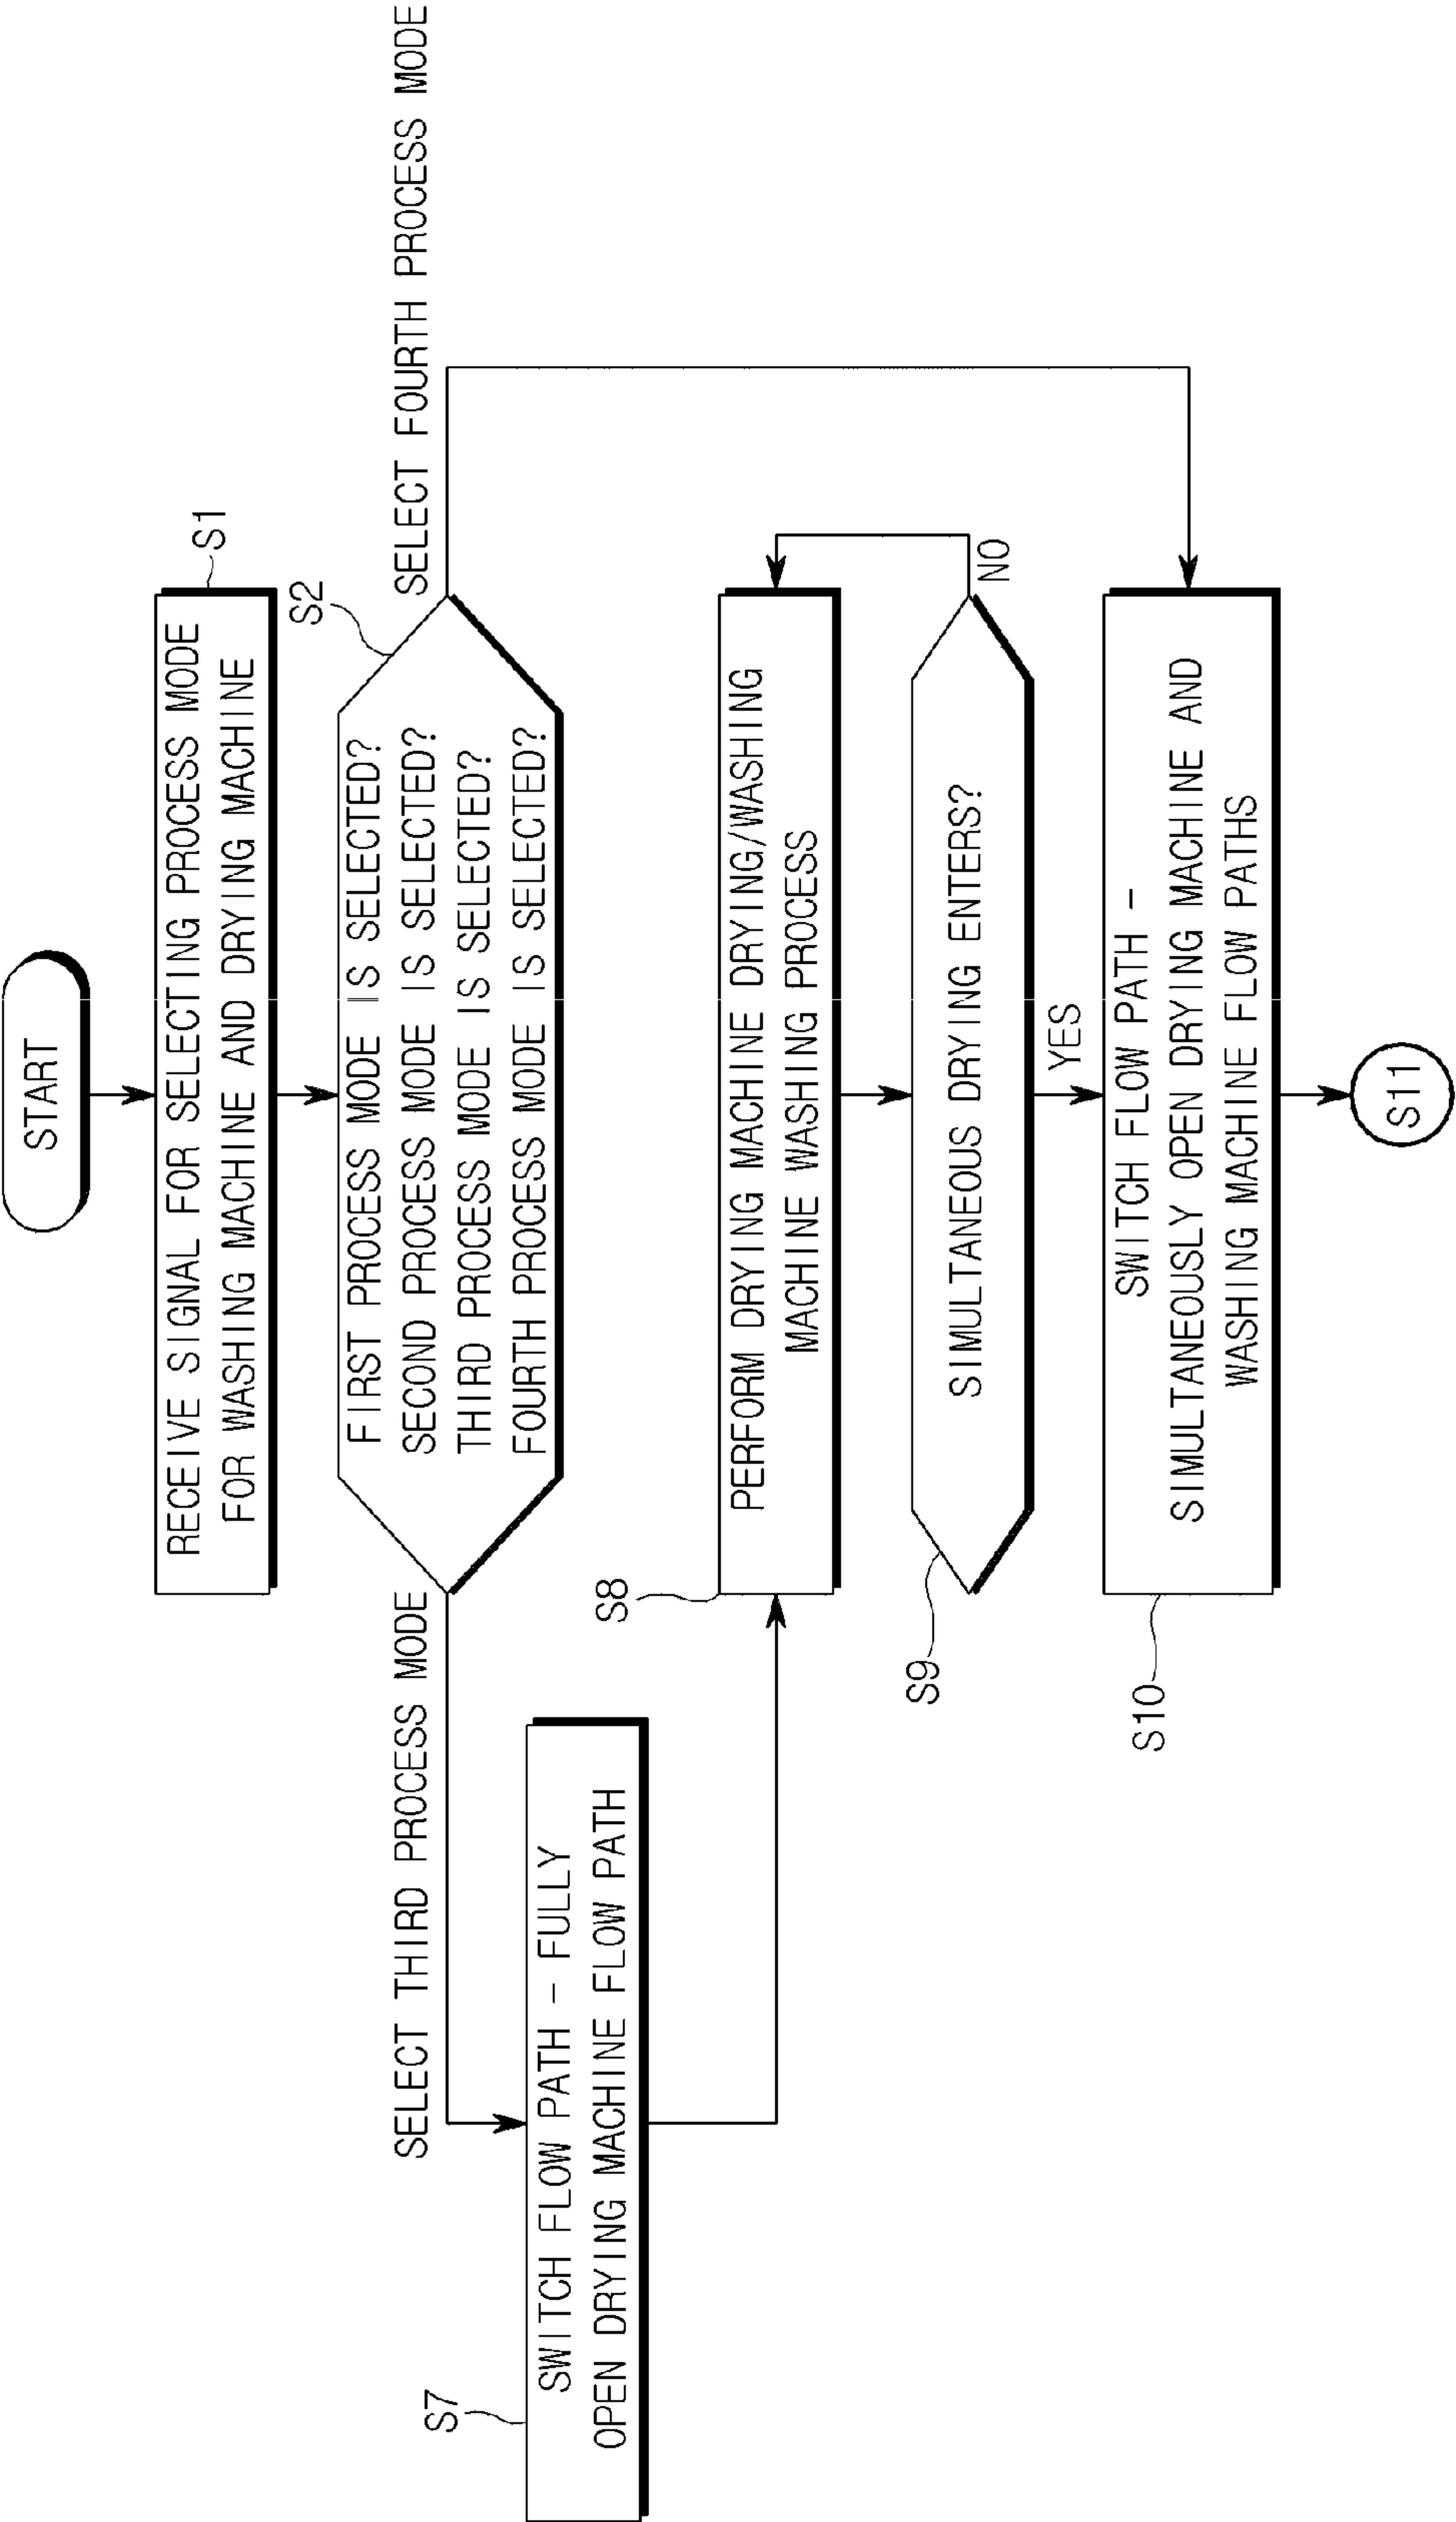 START
RECEIVE SIGNAL FOR SELECTING PROCESS MODE
FOR WASHING MACHINE AND DRYING MACHINE
S1
S2
FIRST PROCESS MODE IS SELECTED?
SECOND PROCESS MODE IS SELECTED?
THIRD PROCESS MODE IS SELECTED?
FOURTH PROCESS MODE IS SELECTED?
SELECT THIRD PROCESS MODE
SELECT FOURTH PROCESS MODE
S7
SWITCH FLOW PATH - FULLY
OPEN DRYING MACHINE FLOW PATH
S8
PERFORM DRYING MACHINE DRYING/WASHING
MACHINE WASHING PROCESS
S9
SIMULTANEOUS DRYING ENTERS?
NO
YES
S10
SWITCH FLOW PATH -
SIMULTANEOUSLY OPEN DRYING MACHINE AND
WASHING MACHINE FLOW PATHS
S11